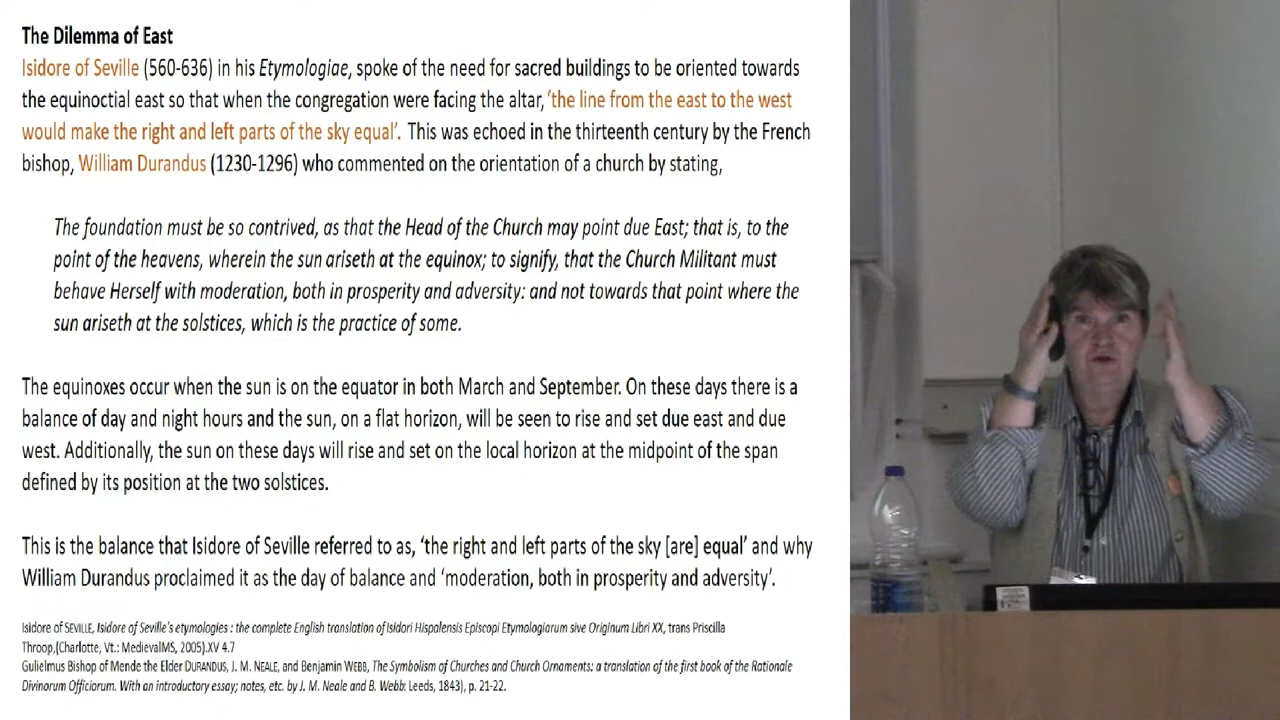 The Dilemma of East
Isidore of Seville (560-636) in his Etymologiae, spoke of the need for sacred buildings to be oriented towards
the equinoctial east so that when the congregation were facing the altar, ‘the line from the east to the west
would make the right and left parts of the sky equal’. This was echoed in the thirteenth century by the French
bishop, William Durandus (1230-1296) who commented on the orientation of a church by stating,
The foundation must be so contrived, as that the Head of the Church may point due East; that is, to the
point of the heavens, wherein the sun ariseth at the equinox; to signify, that the Church Militant must
behave Herself with moderation, both in prosperity and adversity: and not towards that point where the
sun ariseth at the solstices, which is the practice of some.
The equinoxes occur when the sun is on the equator in both March and September. On these days there is a
balance of day and night hours and the sun, on a flat horizon, will be seen to rise and set due east and due
west. Additionally, the sun on these days will rise and set on the local horizon at the midpoint of the span
defined by its position at the two solstices.
This is the balance that Isidore of Seville referred to as, ‘the right and left parts of the sky [are] equal’ and why
William Durandus proclaimed it as the day of balance and ‘moderation, both in prosperity and adversity’.
Isidore of SEVILLE, Isidore of Seville's etymologies : the complete English translation of Isidori Hispalensis Episcopi Etymologiarum sive Originum Libri XX, trans Priscilla
Throop,(Charlotte, Vt.: MedievalMS, 2005).XV 4.7
Gulielmus Bishop of Mende the Elder DURANDUS, J. M. NEALE, and Benjamin WEBB, The Symbolism of Churches and Church Ornaments: a translation of the first book of the Rationale
Divinorum Officiorum. With an introductory essay; notes, etc. by J. M. Neale and B. Webb: Leeds, 1843), p. 21-22.